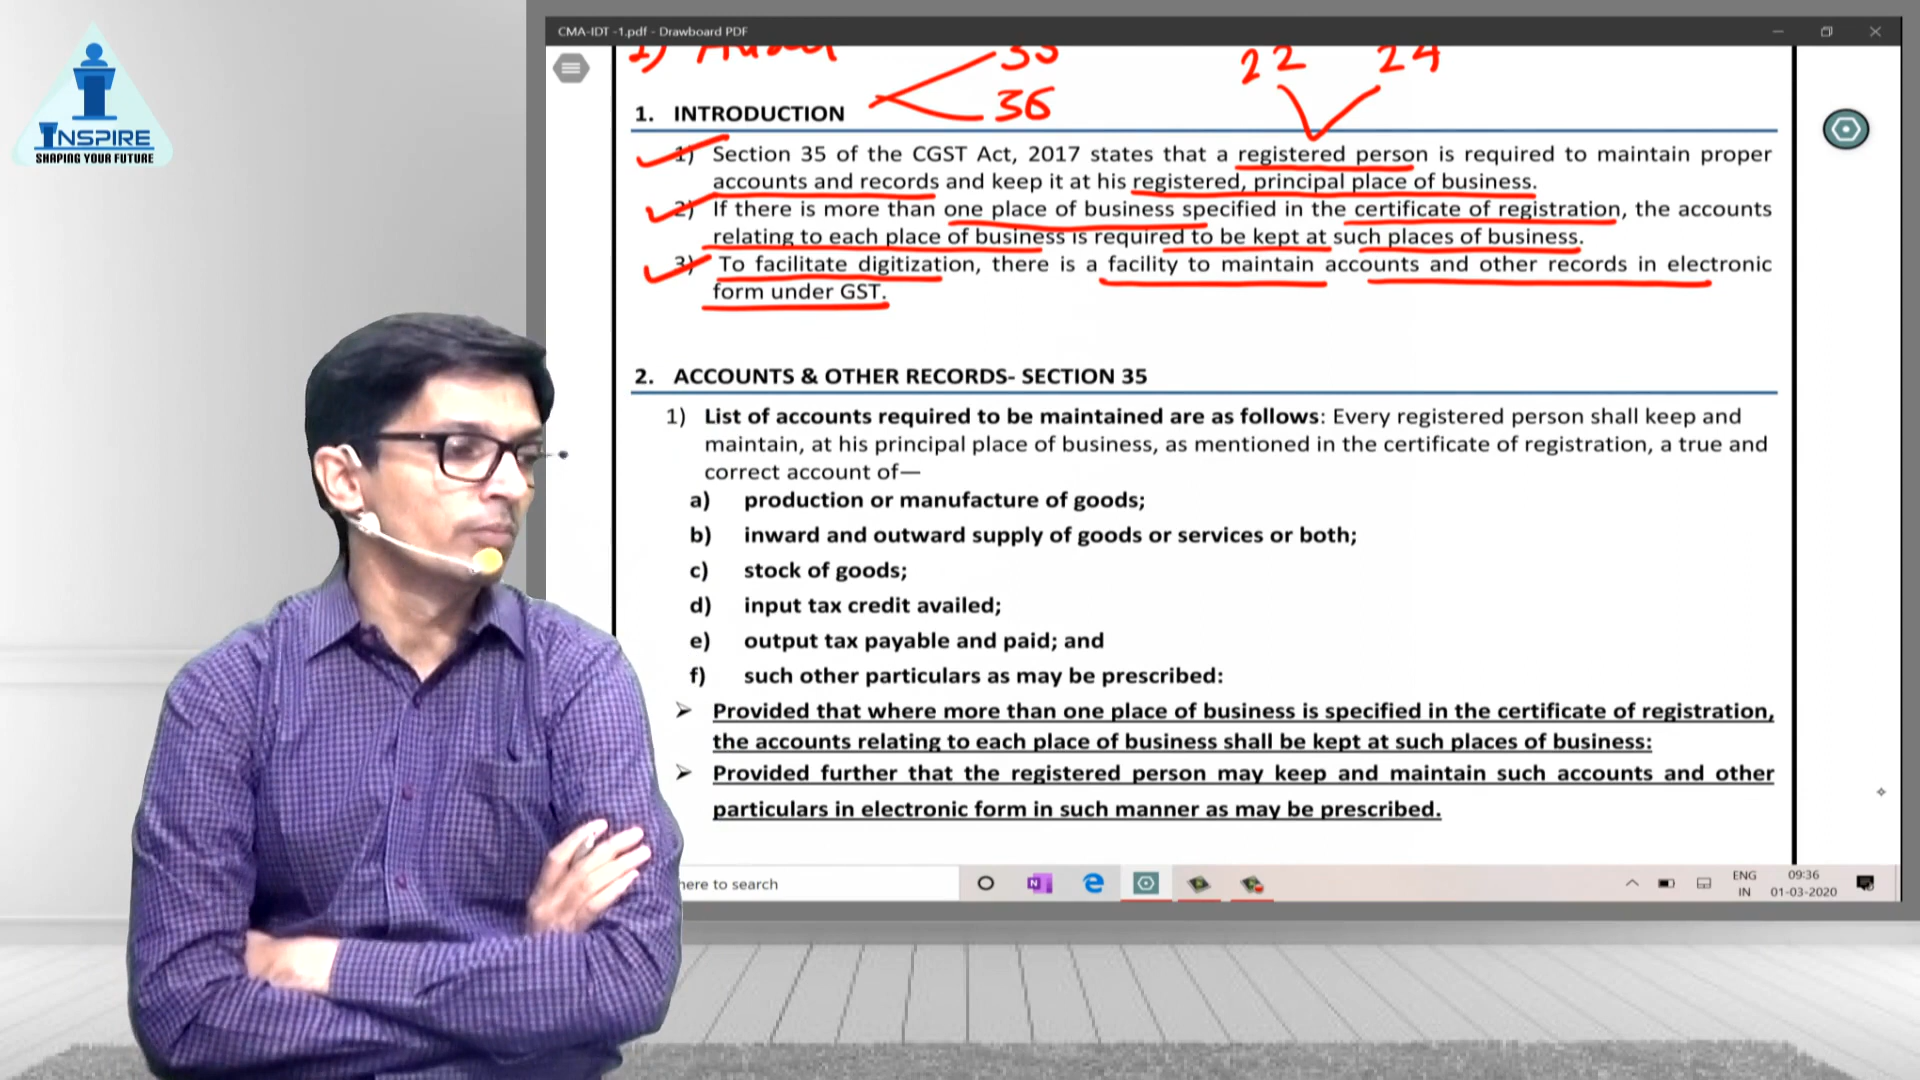 CMA-IDT -1.pdf - Drawboard PDF
INSPIRE
SHAPING YOUR FUTURE
35
36
22 24
1. INTRODUCTION
1) Section 35 of the CGST Act, 2017 states that a registered person is required to maintain proper
accounts and records and keep it at his registered, principal place of business.
2) If there is more than one place of business specified in the certificate of registration, the accounts
relating to each place of business is required to be kept at such places of business.
3) To facilitate digitization, there is a facility to maintain accounts and other records in electronic
form under GST.
2. ACCOUNTS & OTHER RECORDS- SECTION 35
1) List of accounts required to be maintained are as follows: Every registered person shall keep and
maintain, at his principal place of business, as mentioned in the certificate of registration, a true and
correct account of—
a) production or manufacture of goods;
b) inward and outward supply of goods or services or both;
c) stock of goods;
d) input tax credit availed;
e) output tax payable and paid; and
f) such other particulars as may be prescribed:
➢ Provided that where more than one place of business is specified in the certificate of registration,
the accounts relating to each place of business shall be kept at such places of business:
➢ Provided further that the registered person may keep and maintain such accounts and other
particulars in electronic form in such manner as may be prescribed.
here to search
ENG
IN
09:36
01-03-2020